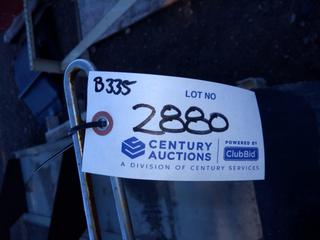 B335
LOT NO
2880
CENTURY AUCTIONS
POWERED BY
ClubBid
A DIVISION OF CENTURY SERVICES